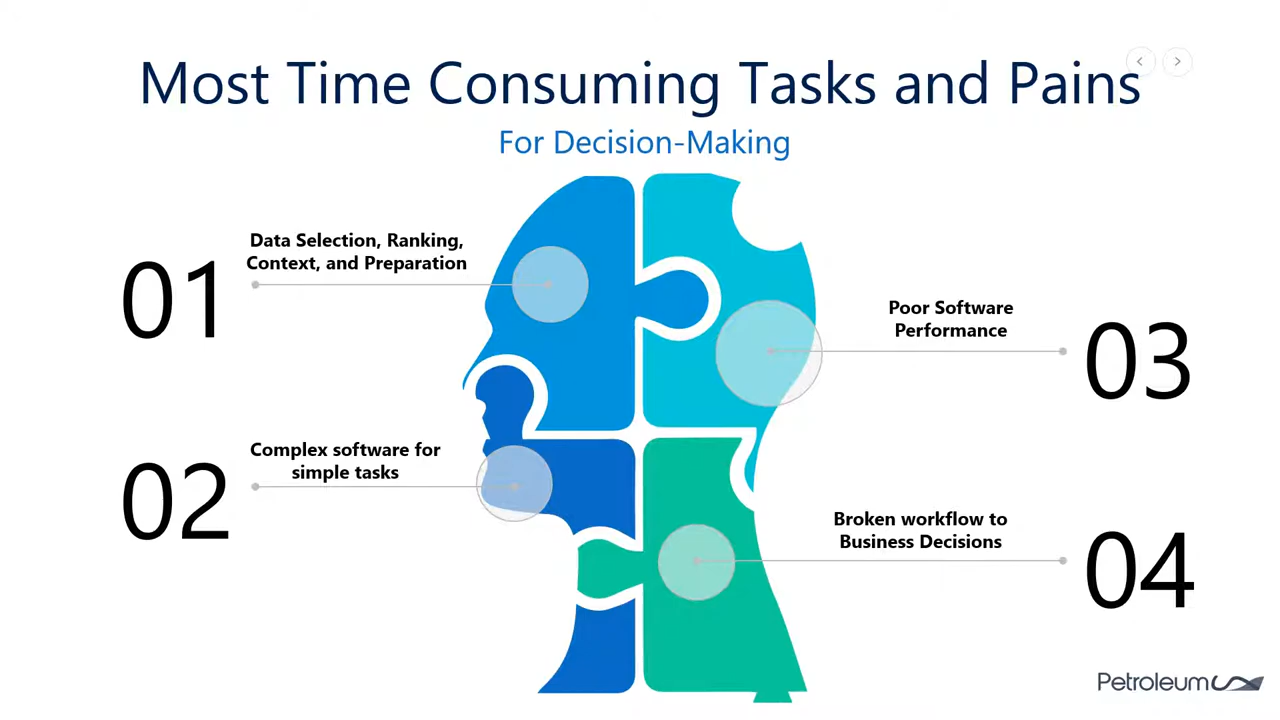 Most Time Consuming Tasks and Pains
For Decision-Making
01
Data Selection, Ranking,
Context, and Preparation
02
Complex software for
simple tasks
Poor Software
Performance
03
Broken workflow to
Business Decisions
04
Petroleum